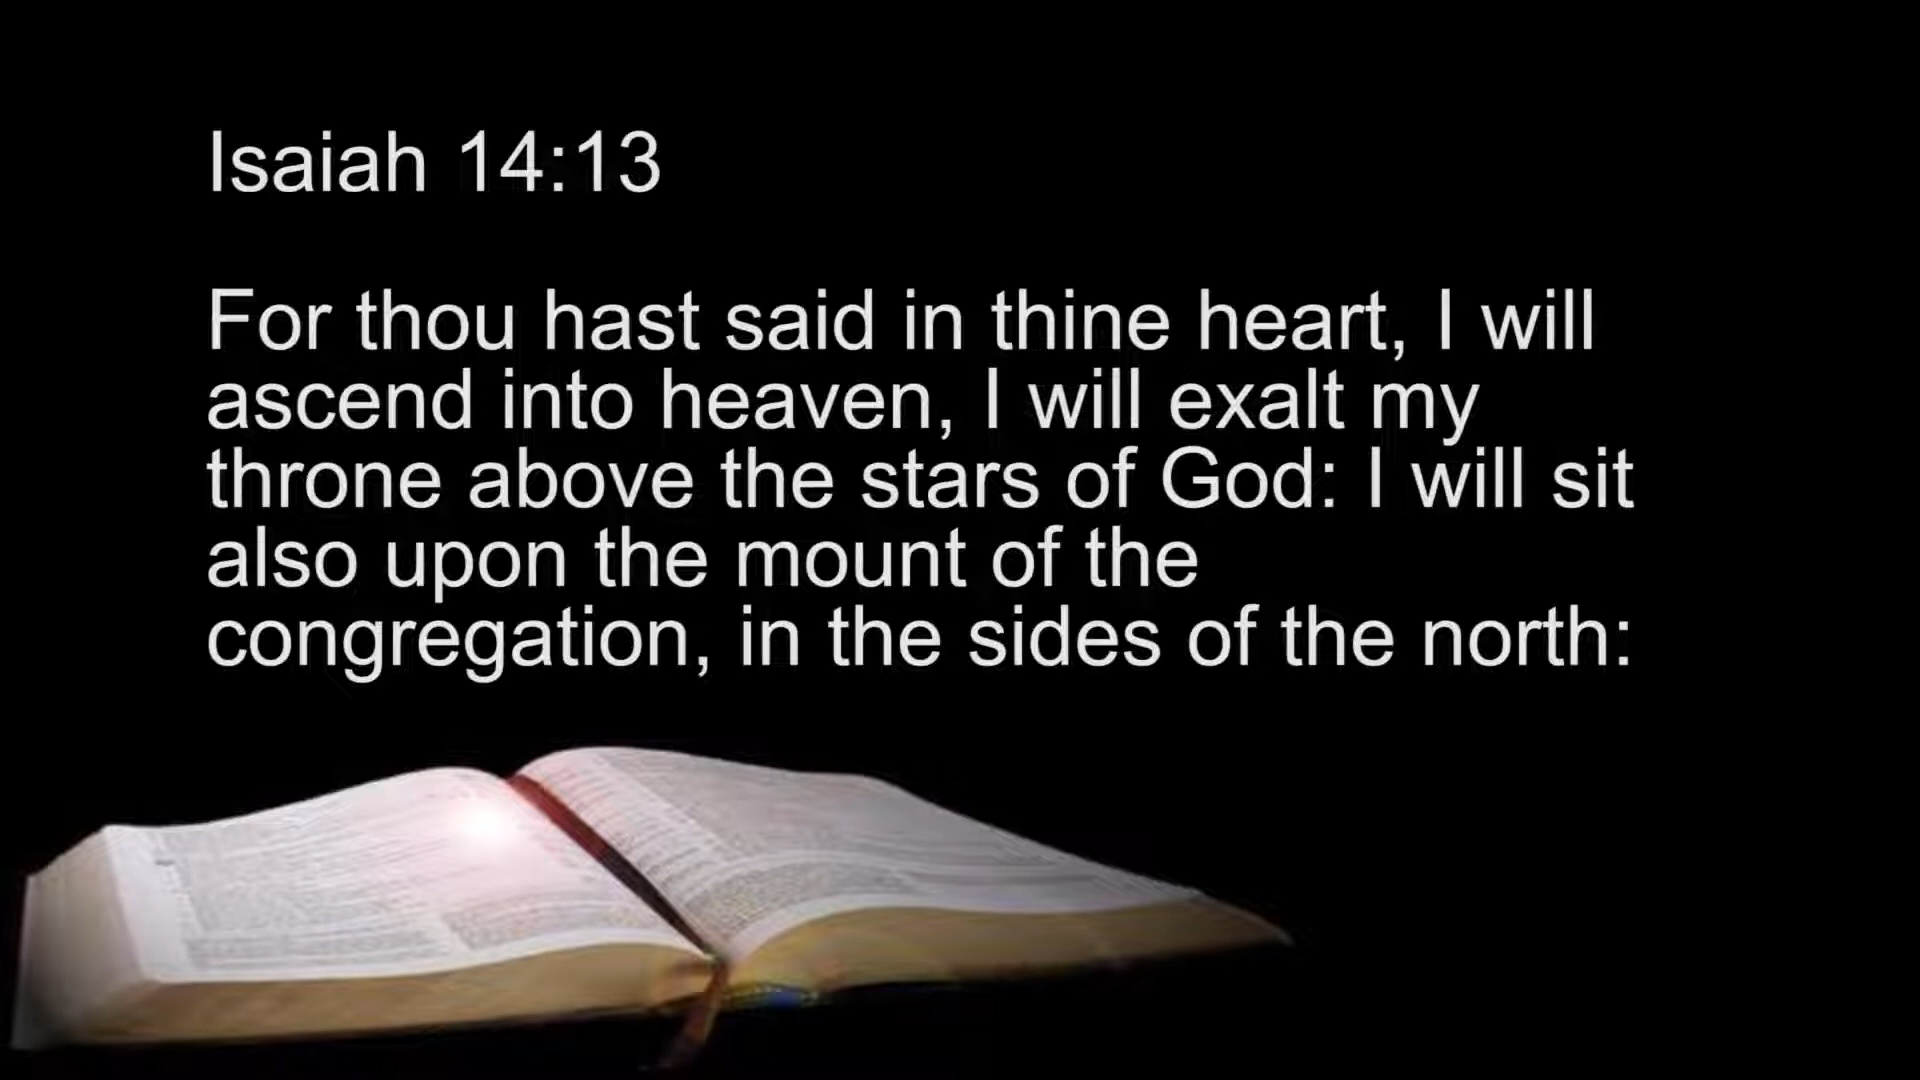 Isaiah 14:13
For thou hast said in thine heart, I will
ascend into heaven, I will exalt my
throne above the stars of God: I will sit
also upon the mount of the
congregation, in the sides of the north: